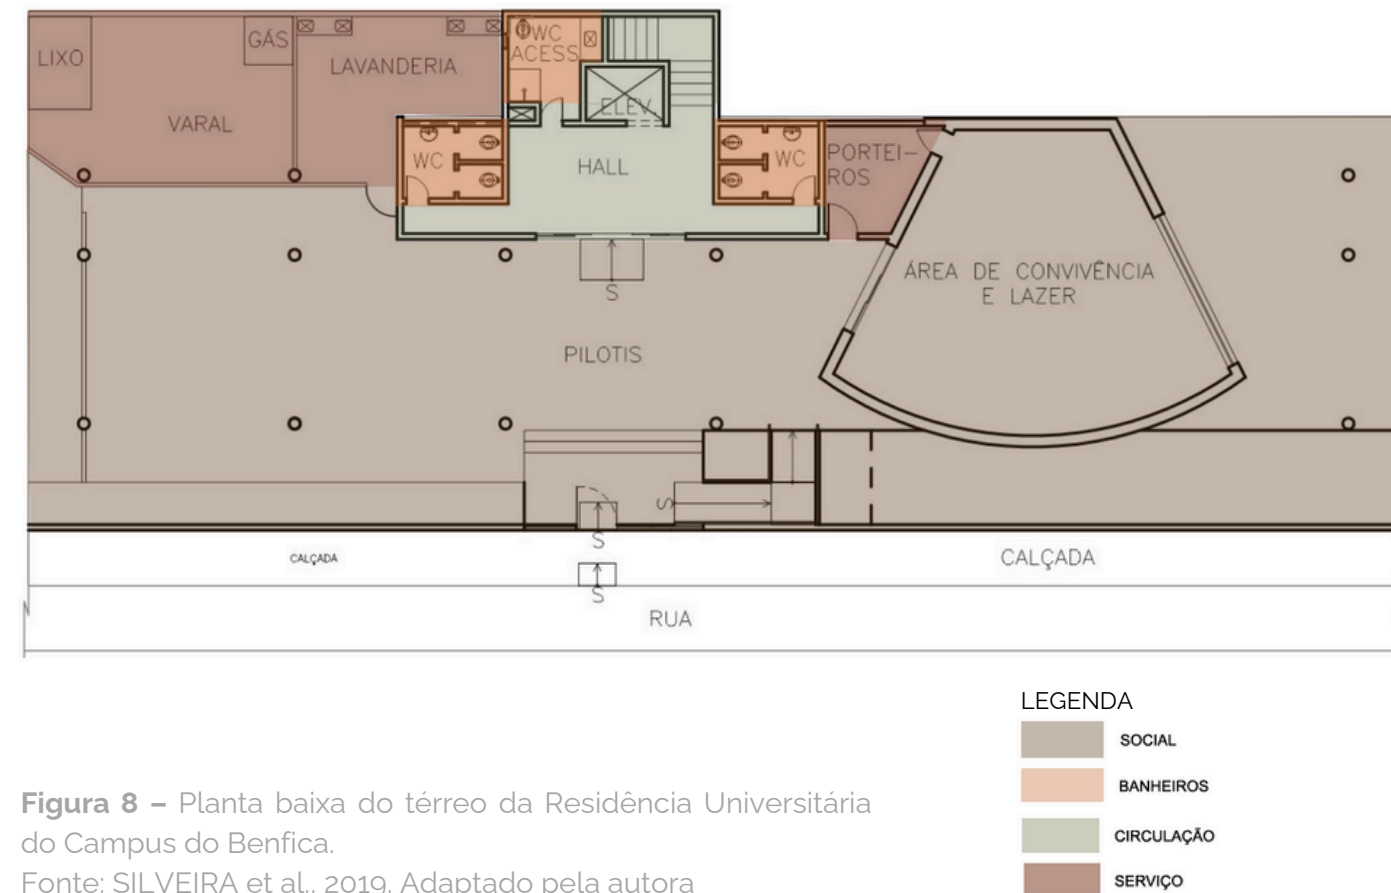 LIXO
GÁS
LAVANDERIA
VARAL
WC
ACESS
ELEV.
WC
HALL
WC
PORTEI-
ROS
S
ÁREA DE CONVIVÊNCIA
E LAZER
PILOTIS
S
S
CALÇADA
CALÇADA
S
RUA
LEGENDA
SOCIAL
BANHEIROS
CIRCULAÇÃO
SERVIÇO
Figura 8 – Planta baixa do térreo da Residência Universitária
do Campus do Benfica.
Fonte: SILVEIRA et al., 2019. Adaptado pela autora